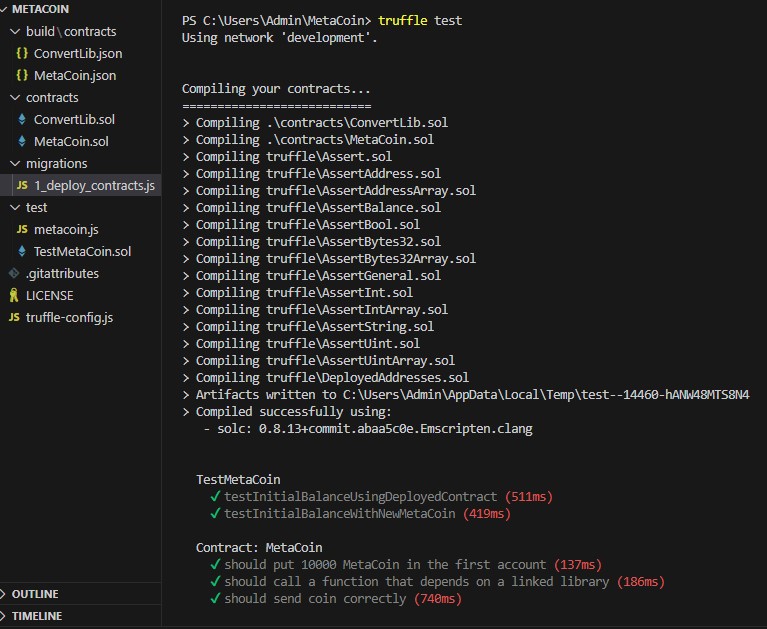 METACOIN
build\contracts
{} ConvertLib.json
{} MetaCoin.json
contracts
ConvertLib.sol
MetaCoin.sol
migrations
JS 1_deploy_contracts.js
test
JS metacoin.js
TestMetaCoin.sol
.gitattributes
LICENSE
JS truffle-config.js
OUTLINE
TIMELINE
PS C:\Users\Admin\MetaCoin> truffle test
Using network 'development'.
Compiling your contracts...
===========================
> Compiling .\contracts\ConvertLib.sol
> Compiling .\contracts\MetaCoin.sol
> Compiling truffle\Assert.sol
> Compiling truffle\AssertAddress.sol
> Compiling truffle\AssertAddressArray.sol
> Compiling truffle\AssertBalance.sol
> Compiling truffle\AssertBool.sol
> Compiling truffle\AssertBytes32.sol
> Compiling truffle\AssertBytes32Array.sol
> Compiling truffle\AssertGeneral.sol
> Compiling truffle\AssertInt.sol
> Compiling truffle\AssertIntArray.sol
> Compiling truffle\AssertString.sol
> Compiling truffle\AssertUint.sol
> Compiling truffle\AssertUintArray.sol
> Compiling truffle\DeployedAddresses.sol
> Artifacts written to C:\Users\Admin\AppData\Local\Temp\test--14460-hANW48MTS8N4
> Compiled successfully using:
- solc: 0.8.13+commit.abaa5c0e.Emscripten.clang
TestMetaCoin
✓ testInitialBalanceUsingDeployedContract (511ms)
✓ testInitialBalanceWithNewMetaCoin (419ms)
Contract: MetaCoin
✓ should put 10000 MetaCoin in the first account (137ms)
✓ should call a function that depends on a linked library (186ms)
✓ should send coin correctly (740ms)